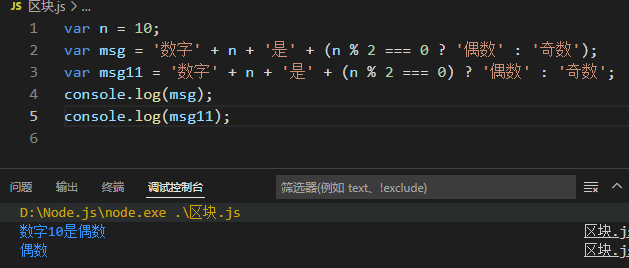 JS 区块.js > ...
1 var n = 10;
2 var msg = '数字' + n + '是' + (n % 2 === 0 ? '偶数' : '奇数');
3 var msg11 = '数字' + n + '是' + (n % 2 === 0) ? '偶数' : '奇数';
4 console.log(msg);
5 console.log(msg11);
6
问题 输出 终端 调试控制台 筛选器(例如 text、!exclude)
D:\Node.js\node.exe .\区块.js
数字10是偶数 区块.js
偶数 区块.js